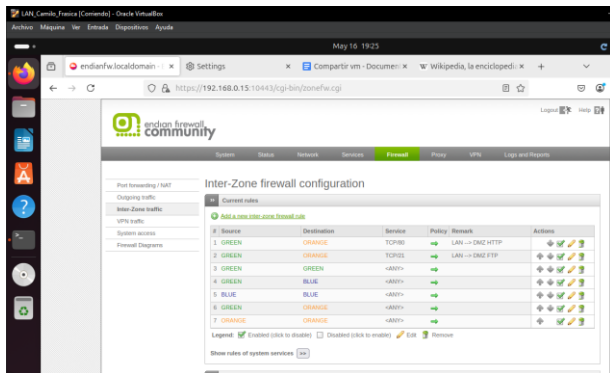 LAN_Camilo_Frasica [Corriendo] - Oracle VirtualBox
Archivo Máquina Ver Entrada Dispositivos Ayuda
May 16 19:25
endianfw.localdomain - Settings Compartir vm - Documen Wikipedia, la enciclopedi
https://192.168.0.15:10443/cgi-bin/zonefw.cgi
Logout Help
endian firewall
community
System Status Network Services Firewall Proxy VPN Logs and Reports
Port forwarding / NAT
Outgoing traffic
Inter-Zone traffic
VPN traffic
System access
Firewall Diagrams
Inter-Zone firewall configuration
Current rules
Add a new inter-zone firewall rule
# Source Destination Service Policy Remark Actions
1 GREEN ORANGE TCP/80 LAN --> DMZ HTTP
2 GREEN ORANGE TCP/21 LAN --> DMZ FTP
3 GREEN GREEN <ANY>
4 GREEN BLUE <ANY>
5 BLUE BLUE <ANY>
6 GREEN ORANGE <ANY>
7 ORANGE ORANGE <ANY>
Legend: Enabled (click to disable) Disabled (click to enable) Edit Remove
Show rules of system services >>